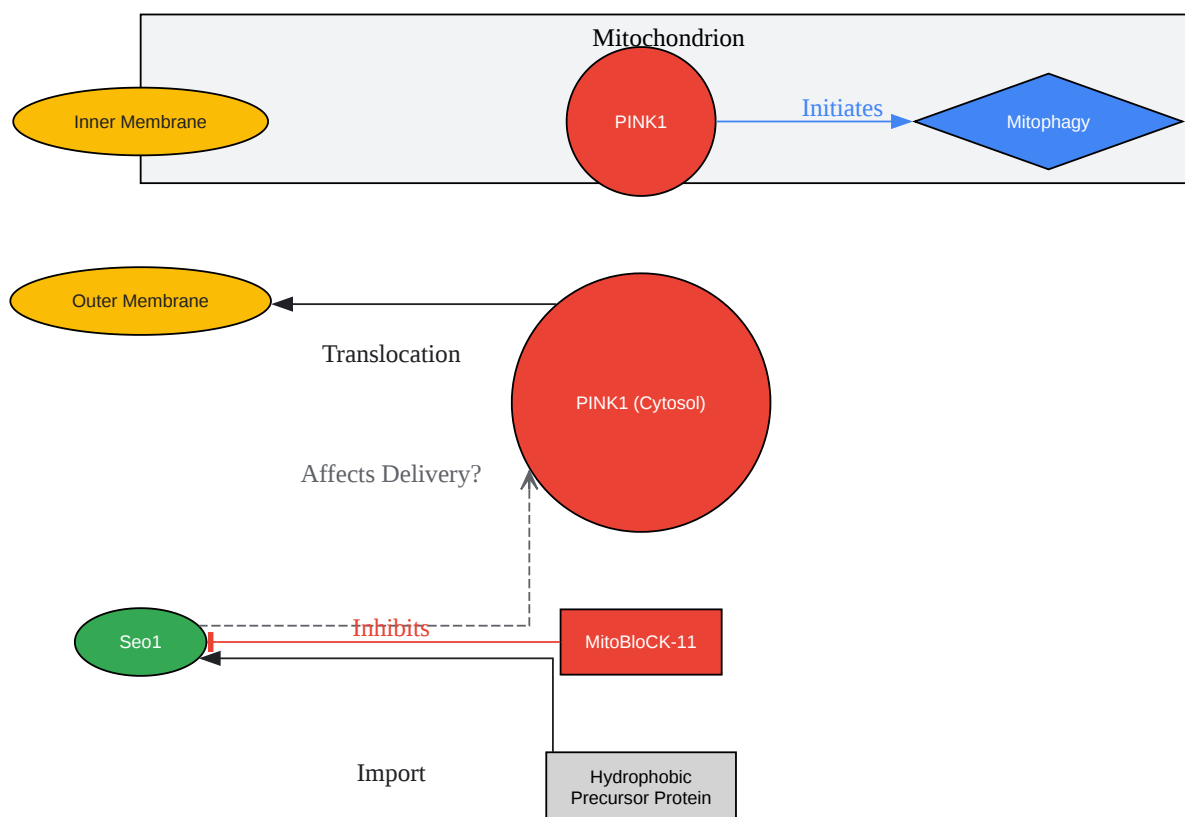 Mitochondrion
Inner Membrane
PINK1
Initiates
Mitophagy
Outer Membrane
Translocation
PINK1 (Cytosol)
Affects Delivery?
Seo1
Inhibits
MitoBloCK-11
Import
Hydrophobic
Precursor Protein